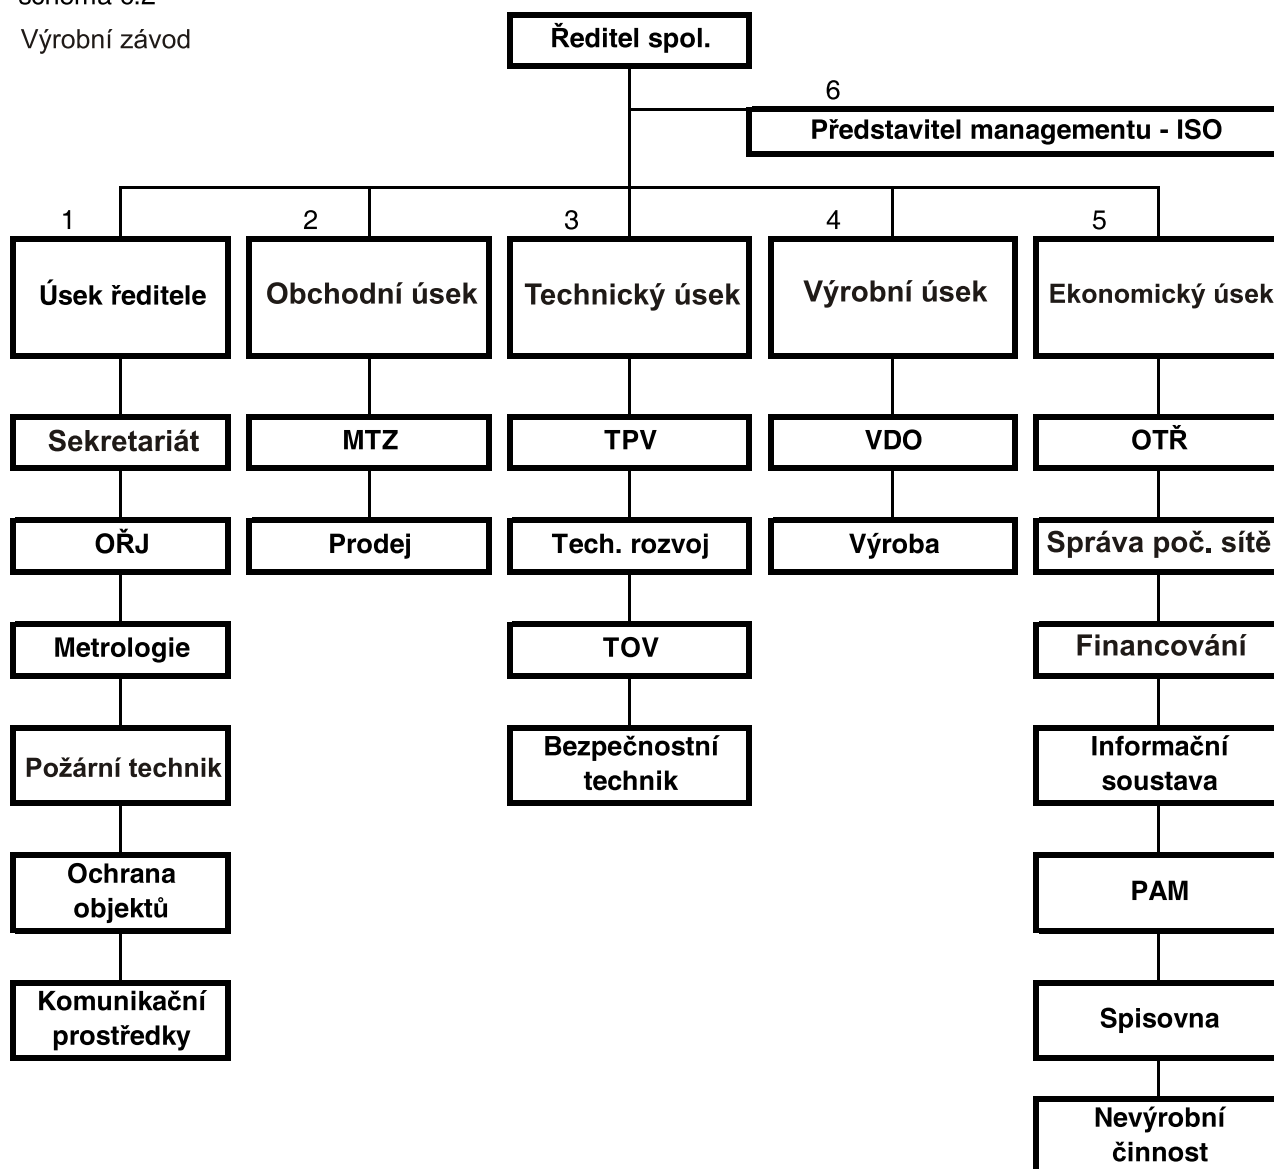 schéma č.2
Výrobní závod
Ředitel spol.
6
Představitel managementu - ISO
1
2
3
4
5
Úsek ředitele
Obchodní úsek
Technický úsek
Výrobní úsek
Ekonomický úsek
Sekretariát
MTZ
TPV
VDO
OTŘ
OŘJ
Prodej
Tech. rozvoj
Výroba
Správa poč. sítě
Metrologie
TOV
Financování
Požární technik
Bezpečnostní
technik
Informační
soustava
Ochrana
objektů
PAM
Komunikační
prostředky
Spisovna
Nevýrobní
činnost